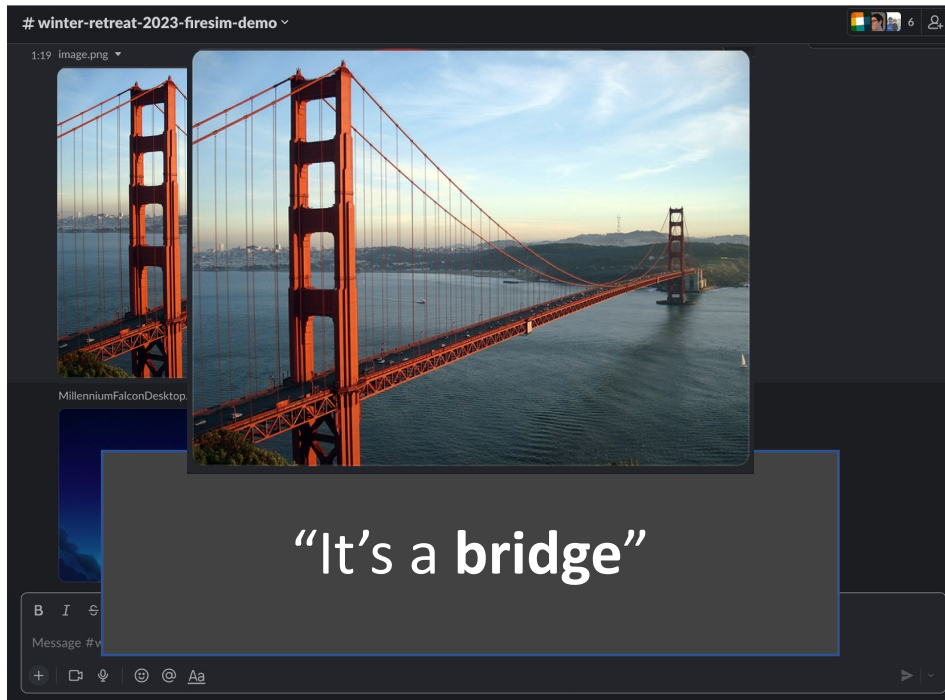 # winter-retreat-2023-firesim-demo
6
1:19 image.png
MillenniumFalconDesktop.
“It’s a bridge”
B I S
Message #w
+ @ Aa